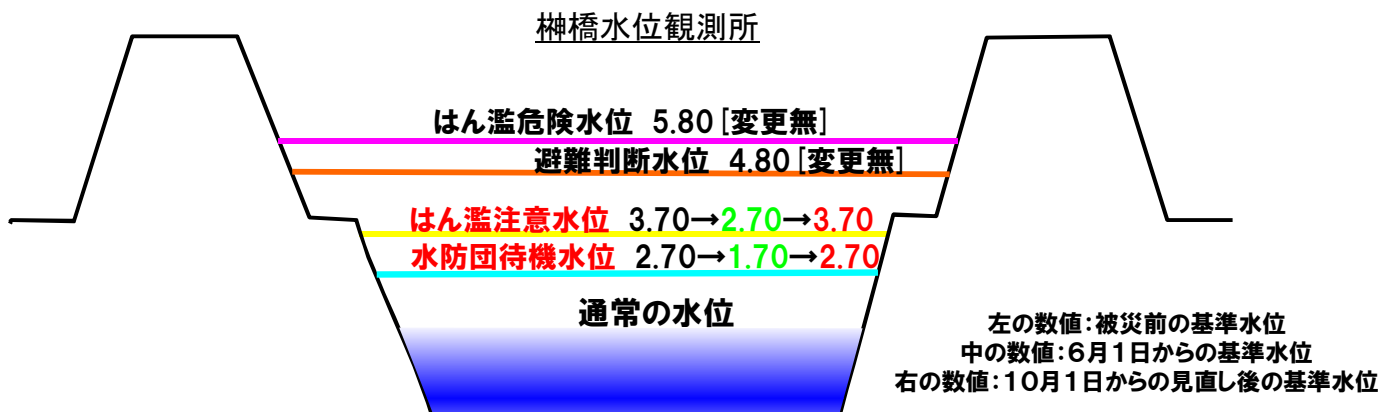 榊橋水位観測所
はん濫危険水位 5.80［変更無］
避難判断水位 4.80［変更無］
はん濫注意水位 3.70→2.70→3.70
水防団待機水位 2.70→1.70→2.70
通常の水位
左の数値：被災前の基準水位
中の数値：６月１日からの基準水位
右の数値：１０月１日からの見直し後の基準水位